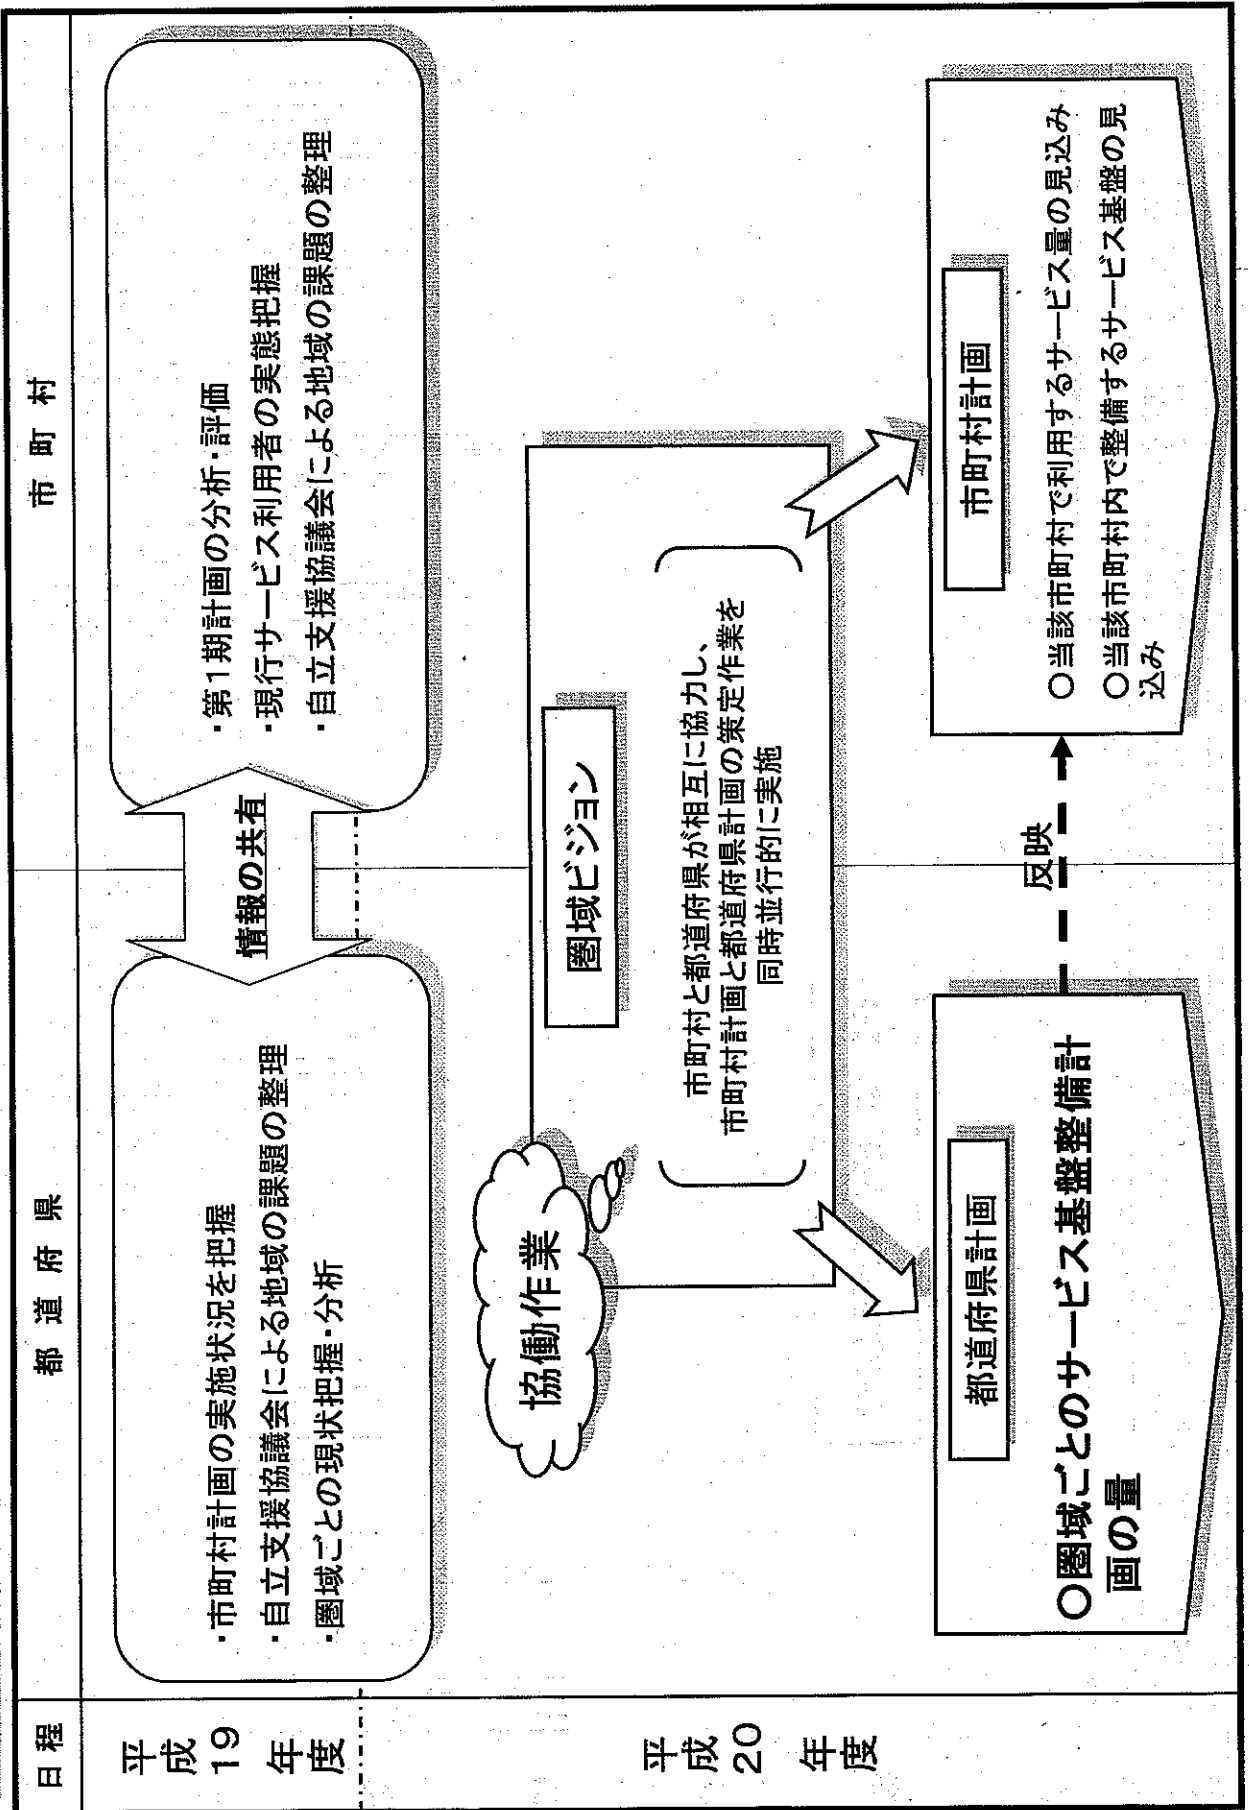 日程
都道府県
市町村
平成19年度
・市町村計画の実施状況を把握
・自立支援協議会による地域の課題の整理
・圏域ごとの現状把握・分析
情報の共有
・第1期計画の分析・評価
・現行サービス利用者の実態把握
・自立支援協議会による地域の課題の整理
平成20年度
協働作業
圏域ビジョン
市町村と都道府県が相互に協力し、
市町村計画と都道府県計画の策定作業を
同時並行的に実施
都道府県計画
○圏域ごとのサービス基盤整備計
画の量
反映
市町村計画
○当該市町村で利用するサービス量の見込み
○当該市町村内で整備するサービス基盤の見
込み